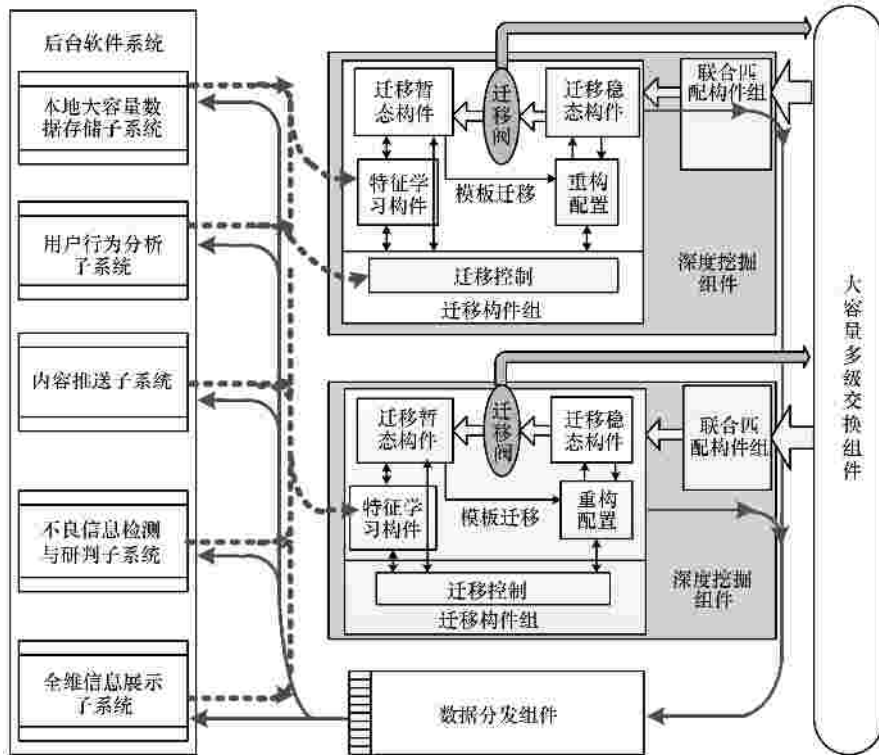 后台软件系统
本地大容量数
据存储子系统
用户行为分析
子系统
内容推送子系统
不良信息检测
与研判子系统
全维信息展示
子系统
迁移暂
态构件
迁移阀
迁移稳
态构件
联合匹
配构件组
特征学
习构件
模板迁移
重构
配置
迁移控制
迁移构件组
深度挖掘
组件
迁移暂
态构件
迁移阀
迁移稳
态构件
联合匹
配构件组
特征学
习构件
模板迁移
重构
配置
迁移控制
迁移构件组
深度挖掘
组件
数据分发组件
大容量多级交换组件